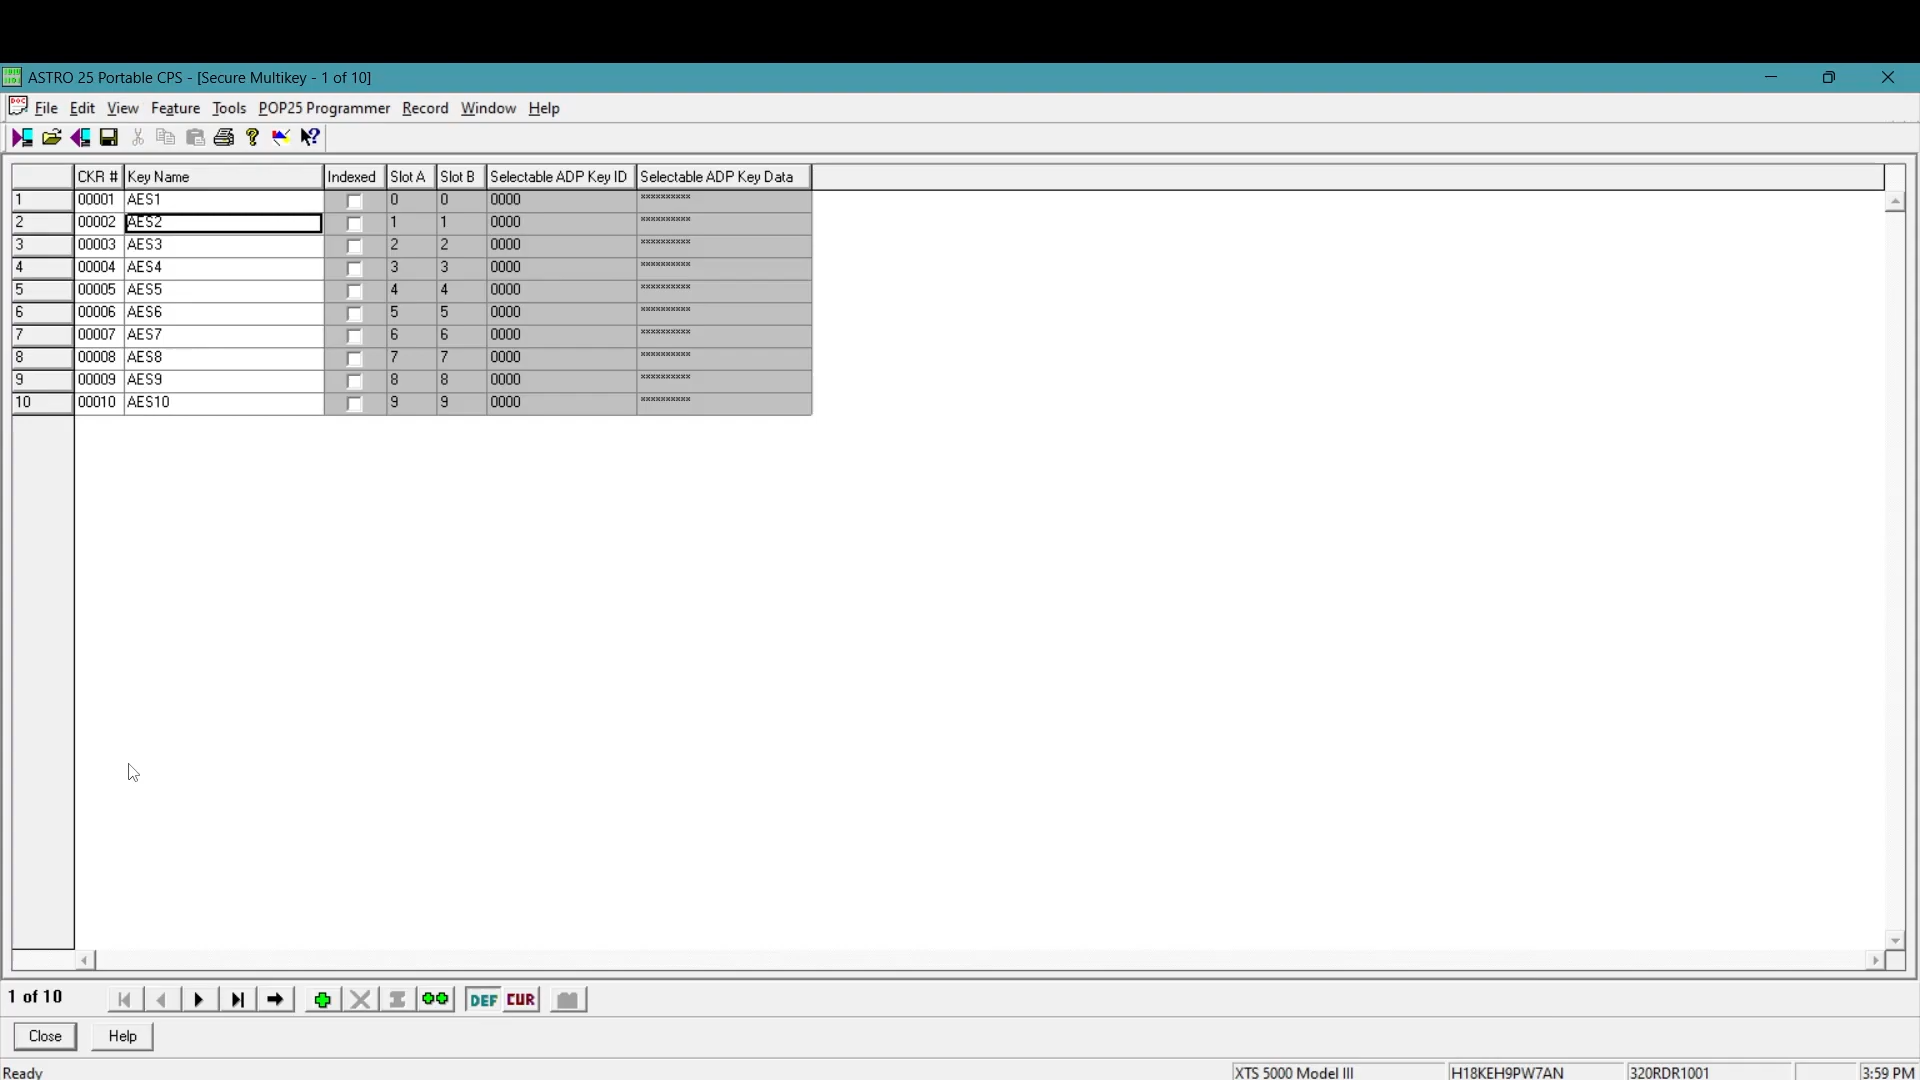 ASTRO 25 Portable CPS - [Secure Multikey - 1 of 10]
File Edit View Feature Tools POP25 Programmer Record Window Help
CKR # Key Name Indexed Slot A Slot B Selectable ADP Key ID Selectable ADP Key Data
1 00001 AES1 0 0 0000 **********
2 00002 AES2 1 1 0000 **********
3 00003 AES3 2 2 0000 **********
4 00004 AES4 3 3 0000 **********
5 00005 AES5 4 4 0000 **********
6 00006 AES6 5 5 0000 **********
7 00007 AES7 6 6 0000 **********
8 00008 AES8 7 7 0000 **********
9 00009 AES9 8 8 0000 **********
10 00010 AES10 9 9 0000 **********
1 of 10 DEF CUR
Close Help
Ready XTS 5000 Model III H18KEH9PW7AN 320RDR1001 3:59 PM